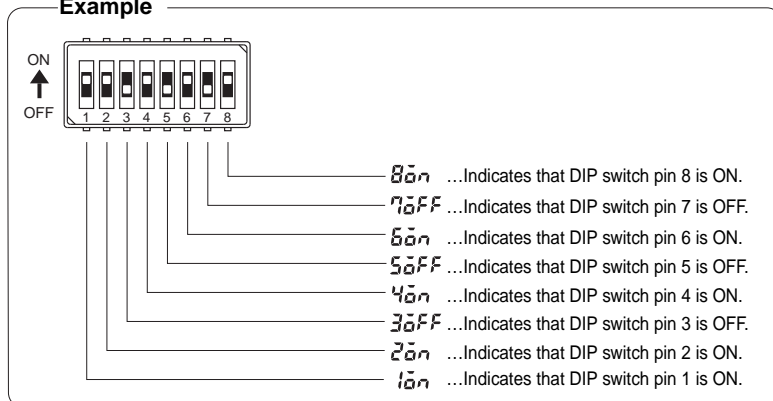 Example
ON
OFF
1 2 3 4 5 6 7 8
8on …Indicates that DIP switch pin 8 is ON.
7oFF …Indicates that DIP switch pin 7 is OFF.
6on …Indicates that DIP switch pin 6 is ON.
5oFF …Indicates that DIP switch pin 5 is OFF.
4on …Indicates that DIP switch pin 4 is ON.
3oFF …Indicates that DIP switch pin 3 is OFF.
2on …Indicates that DIP switch pin 2 is ON.
1on …Indicates that DIP switch pin 1 is ON.